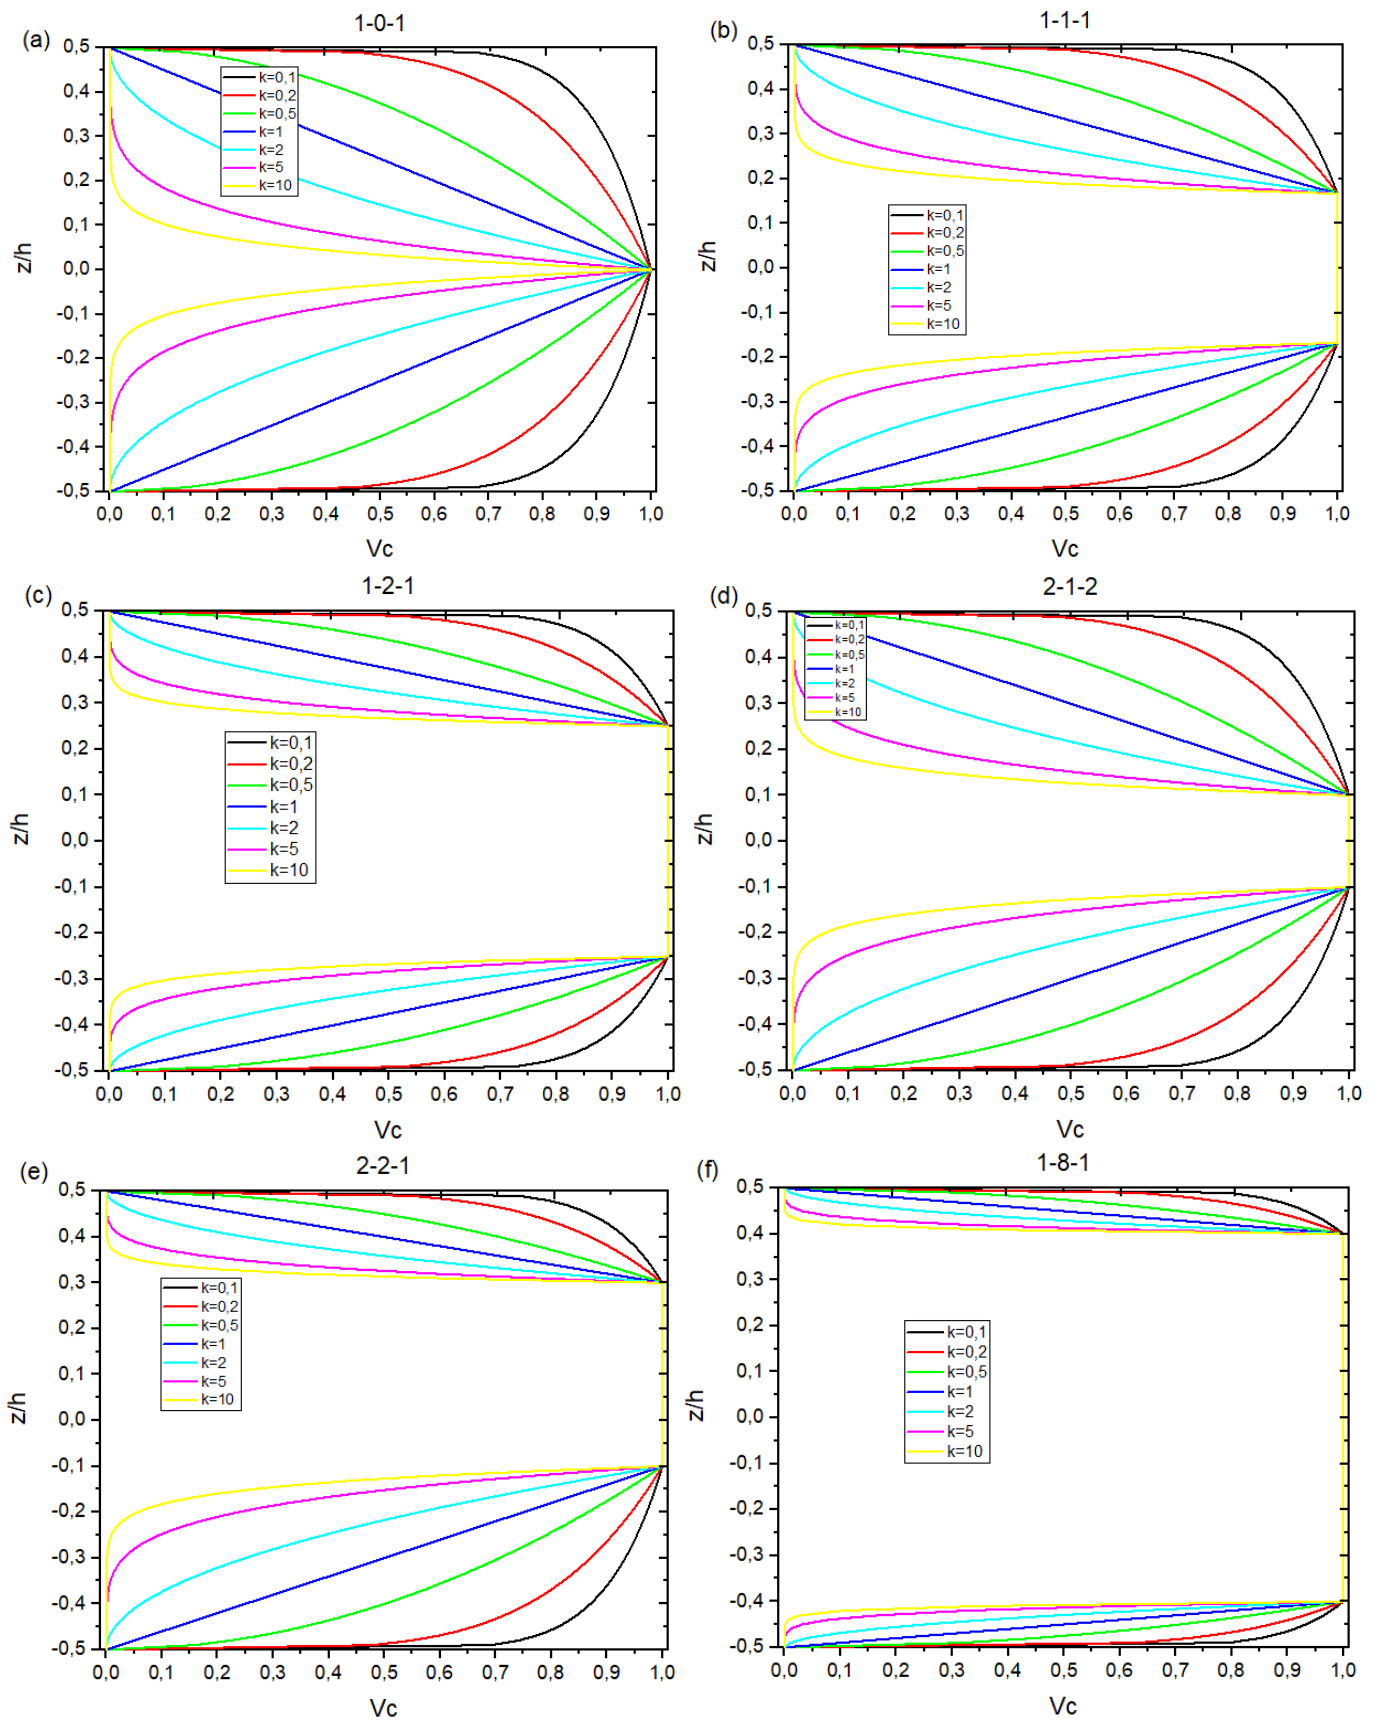 (a)
1-0-1
0,5
0,4
0,3
0,2
0,1
0,0
-0,1
-0,2
-0,3
-0,4
-0,5
z/h
k=0,1
k=0,2
k=0,5
k=1
k=2
k=5
k=10
0,0 0,1 0,2 0,3 0,4 0,5 0,6 0,7 0,8 0,9 1,0
Vc
(b)
1-1-1
0,5
0,4
0,3
0,2
0,1
0,0
-0,1
-0,2
-0,3
-0,4
-0,5
z/h
k=0,1
k=0,2
k=0,5
k=1
k=2
k=5
k=10
0,0 0,1 0,2 0,3 0,4 0,5 0,6 0,7 0,8 0,9 1,0
Vc
(c)
1-2-1
0,5
0,4
0,3
0,2
0,1
0,0
-0,1
-0,2
-0,3
-0,4
-0,5
z/h
k=0,1
k=0,2
k=0,5
k=1
k=2
k=5
k=10
0,0 0,1 0,2 0,3 0,4 0,5 0,6 0,7 0,8 0,9 1,0
Vc
(d)
2-1-2
0,5
0,4
0,3
0,2
0,1
0,0
-0,1
-0,2
-0,3
-0,4
-0,5
z/h
k=0,1
k=0,2
k=0,5
k=1
k=2
k=5
k=10
0,0 0,1 0,2 0,3 0,4 0,5 0,6 0,7 0,8 0,9 1,0
Vc
(e)
2-2-1
0,5
0,4
0,3
0,2
0,1
0,0
-0,1
-0,2
-0,3
-0,4
-0,5
z/h
k=0,1
k=0,2
k=0,5
k=1
k=2
k=5
k=10
0,0 0,1 0,2 0,3 0,4 0,5 0,6 0,7 0,8 0,9 1,0
Vc
(f)
1-8-1
0,5
0,4
0,3
0,2
0,1
0,0
-0,1
-0,2
-0,3
-0,4
-0,5
z/h
k=0,1
k=0,2
k=0,5
k=1
k=2
k=5
k=10
0,0 0,1 0,2 0,3 0,4 0,5 0,6 0,7 0,8 0,9 1,0
Vc